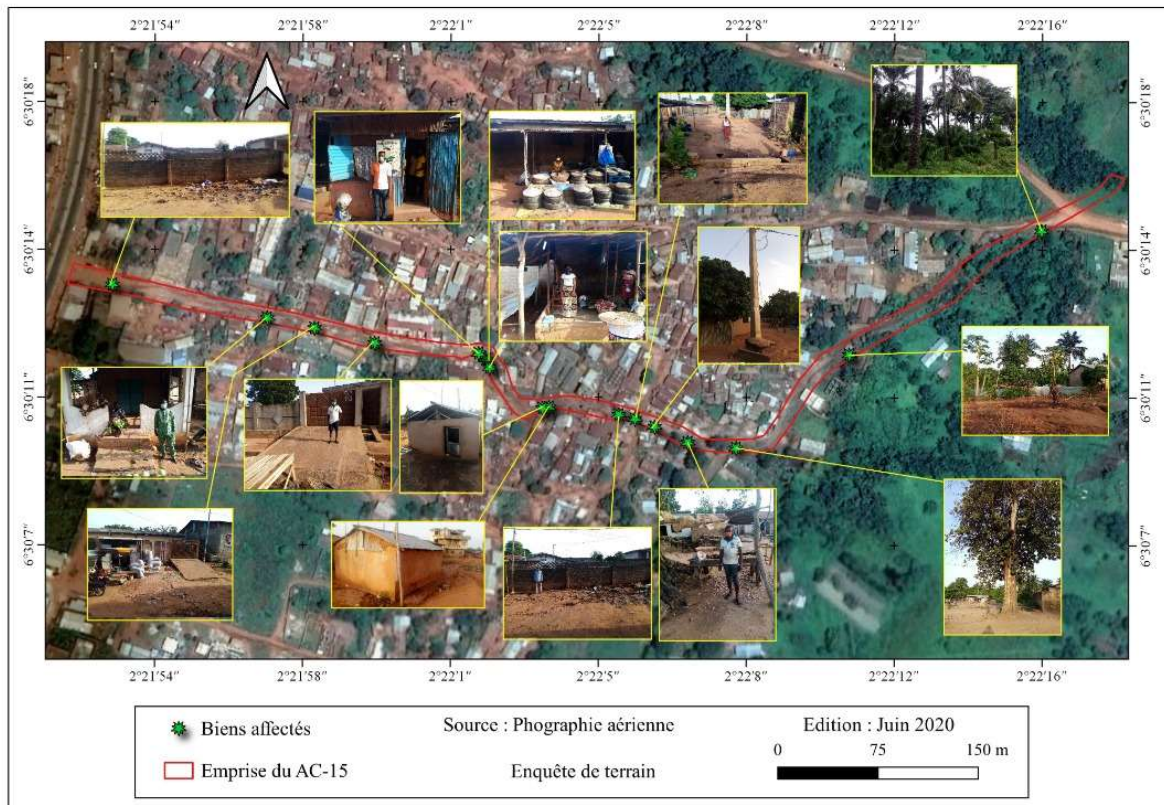 2°21'54" 2°21'58" 2°22'1" 2°22'5" 2°22'8" 2°22'12" 2°22'16"
6°30'18" 6°30'18"
6°30'14" 6°30'14"
6°30'11" 6°30'11"
6°30'7" 6°30'7"
2°21'54" 2°21'58" 2°22'1" 2°22'5" 2°22'8" 2°22'12" 2°22'16"
Biens affectés Source : Phographie aérienne Edition : Juin 2020
0 75 150 m
Emprise du AC-15 Enquête de terrain